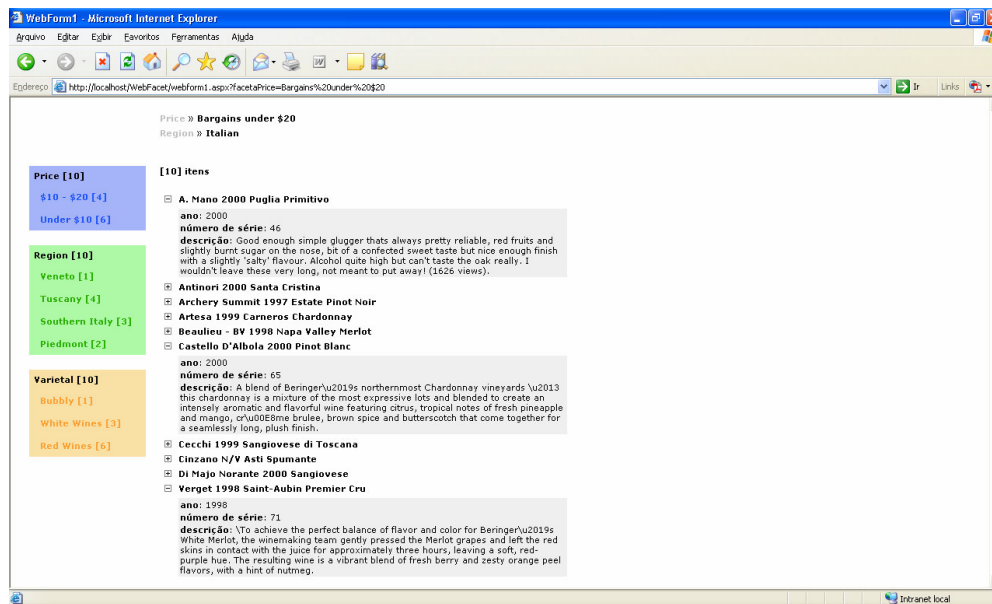 WebForm1 - Microsoft Internet Explorer
Arquivo Editar Exibir Favoritos Ferramentas Ajuda
Endereço http://localhost/WebFacet/webform1.aspx?facetaPrice=Bargains%20under%20$20 Ir Links
Price » Bargains under $20
Region » Italian
[10] itens
Price [10]
$10 - $20 [4]
Under $10 [6]
Region [10]
Veneto [1]
Tuscany [4]
Southern Italy [3]
Piedmont [2]
Varietal [10]
Bubbly [1]
White Wines [3]
Red Wines [6]
A. Mano 2000 Puglia Primitivo
ano: 2000
número de série: 46
descrição: Good enough simple glugger thats always pretty reliable, red fruits and
slightly burnt sugar on the nose, bit of a confected sweet taste but nice enough finish
with a slightly 'salty' flavour. Alcohol quite high but can't taste the oak really. I
wouldn't leave these very long, not meant to put away! (1626 views).
Antinori 2000 Santa Cristina
Archery Summit 1997 Estate Pinot Noir
Artesa 1999 Carneros Chardonnay
Beaulieu - BV 1998 Napa Valley Merlot
Castello D'Albola 2000 Pinot Blanc
ano: 2000
número de série: 65
descrição: A blend of Beringer\u2019s northernmost Chardonnay vineyards \u2013
this chardonnay is a mixture of the most expressive lots and blended to create an
intensely aromatic and flavorful wine featuring citrus, tropical notes of fresh pineapple
and mango, cr\u00E8me brulee, brown spice and butterscotch that come together for
a seamlessly long, plush finish.
Cecchi 1999 Sangiovese di Toscana
Cinzano N/V Asti Spumante
Di Majo Norante 2000 Sangiovese
Verget 1998 Saint-Aubin Premier Cru
ano: 1998
número de série: 71
descrição: \To achieve the perfect balance of flavor and color for Beringer\u2019s
White Merlot, the winemaking team gently pressed the Merlot grapes and left the red
skins in contact with the juice for approximately three hours, leaving a soft, red-
purple hue. The resulting wine is a vibrant blend of fresh berry and zesty orange peel
flavors, with a hint of nutmeg.
Intranet local